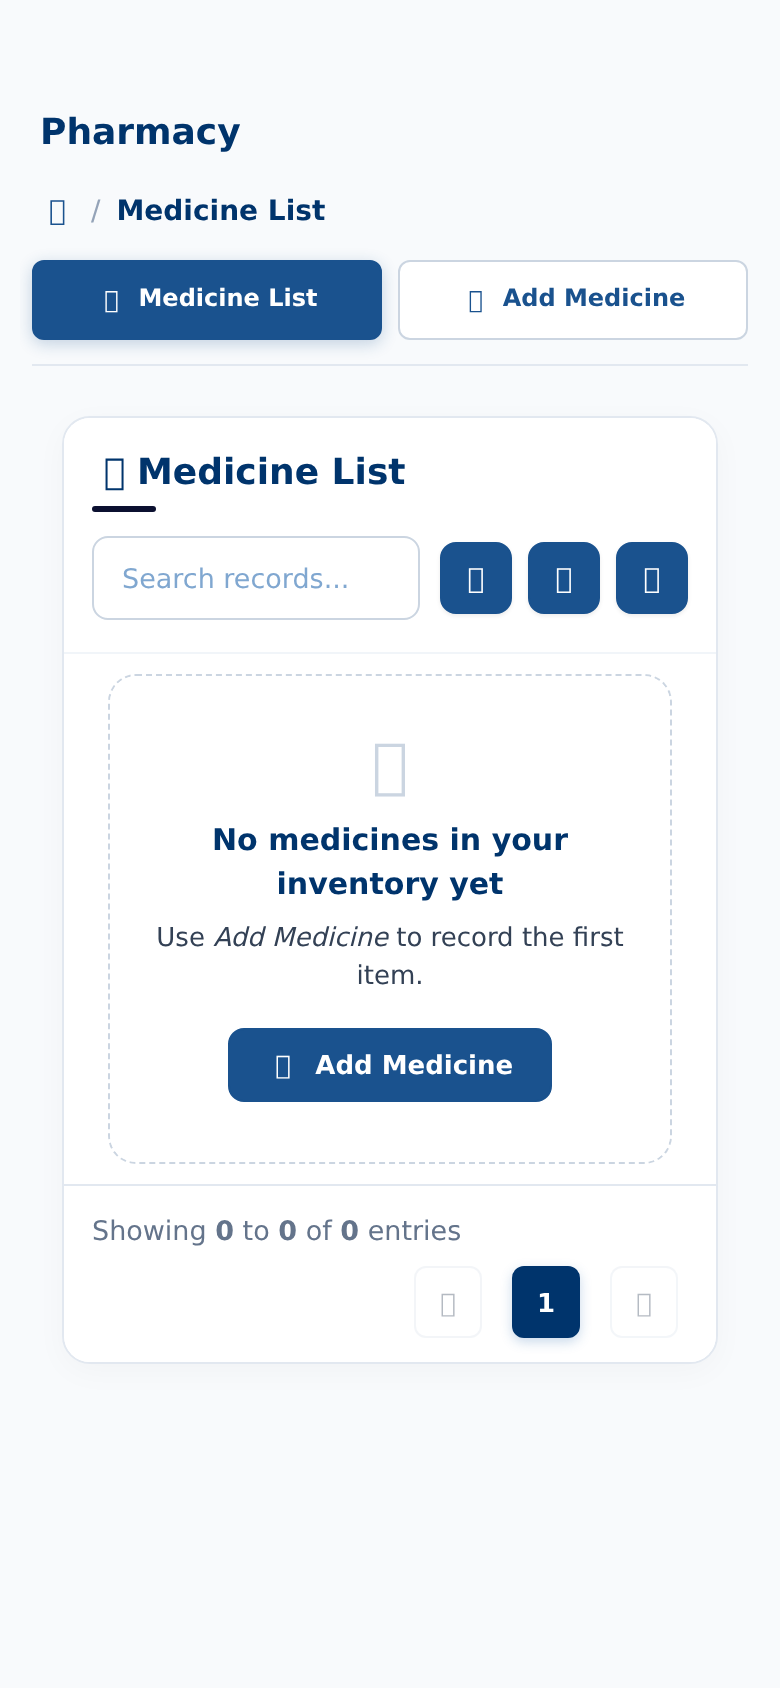 Pharmacy
/ Medicine List
Medicine List
Add Medicine
Medicine List
Search records...
No medicines in your
inventory yet
Use Add Medicine to record the first
item.
Add Medicine
Showing 0 to 0 of 0 entries
1